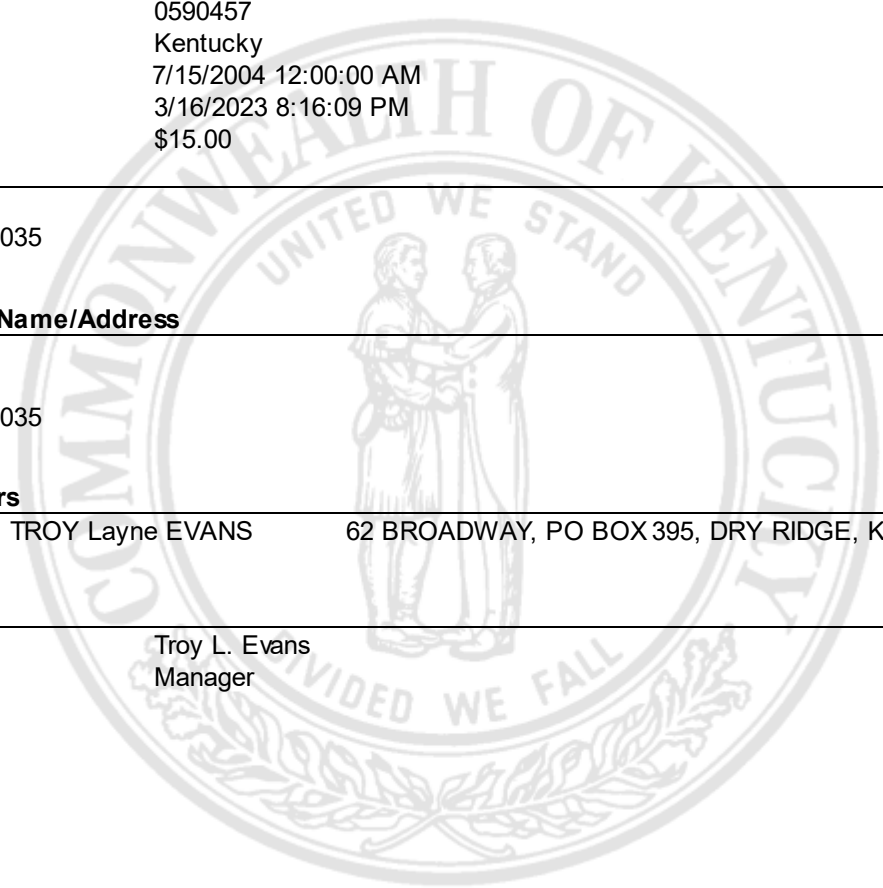 0590457
Kentucky
7/15/2004 12:00:00 AM
3/16/2023 8:16:09 PM
$15.00
COMMONWEALTH OF KENTUCKY
UNITED WE STAND
035
Name/Address
035
rs
TROY Layne EVANS 62 BROADWAY, PO BOX 395, DRY RIDGE, K
Troy L. Evans
Manager
DIVIDED WE FALL